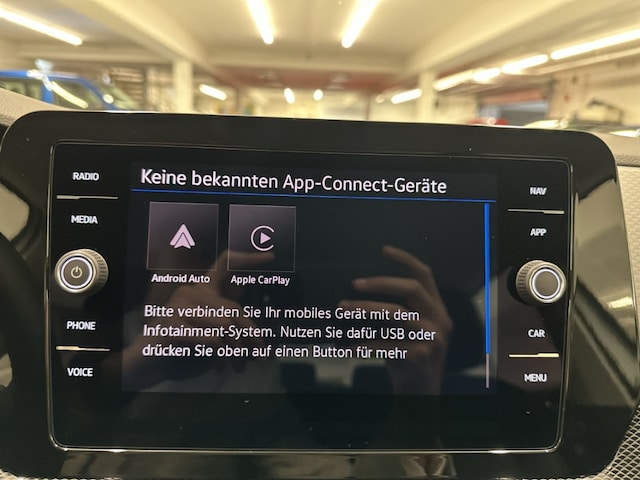 Keine bekannten App-Connect-Geräte
RADIO
MEDIA
PHONE
VOICE
Android Auto
Apple CarPlay
Bitte verbinden Sie Ihr mobiles Gerät mit dem
Infotainment-System. Nutzen Sie dafür USB oder
drücken Sie oben auf einen Button für mehr
NAV
APP
CAR
MENU